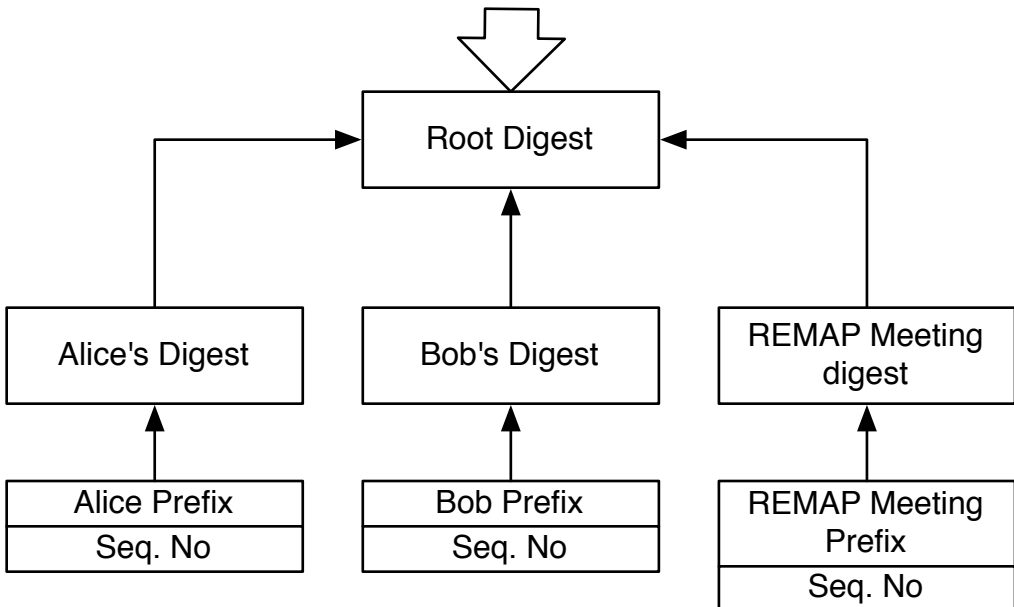 Root Digest
Alice's Digest
Bob's Digest
REMAP Meeting
digest
Alice Prefix
Seq. No
Bob Prefix
Seq. No
REMAP Meeting
Prefix
Seq. No